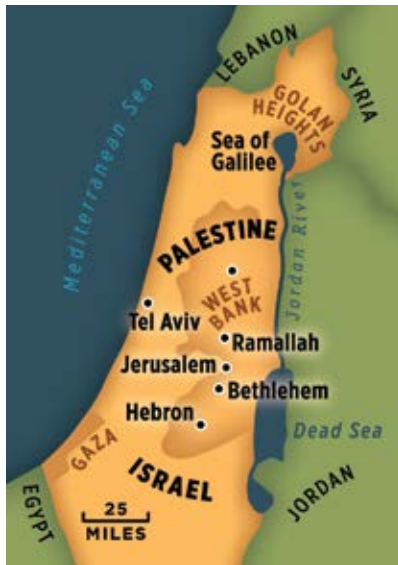 LEBANON
SYRIA
GOLAN
HEIGHTS
Sea of
Galilee
Mediterranean Sea
Jordan River
PALESTINE
WEST
BANK
Tel Aviv
Ramallah
Jerusalem
Bethlehem
Hebron
Dead Sea
GAZA
ISRAEL
EGYPT
JORDAN
25
MILES